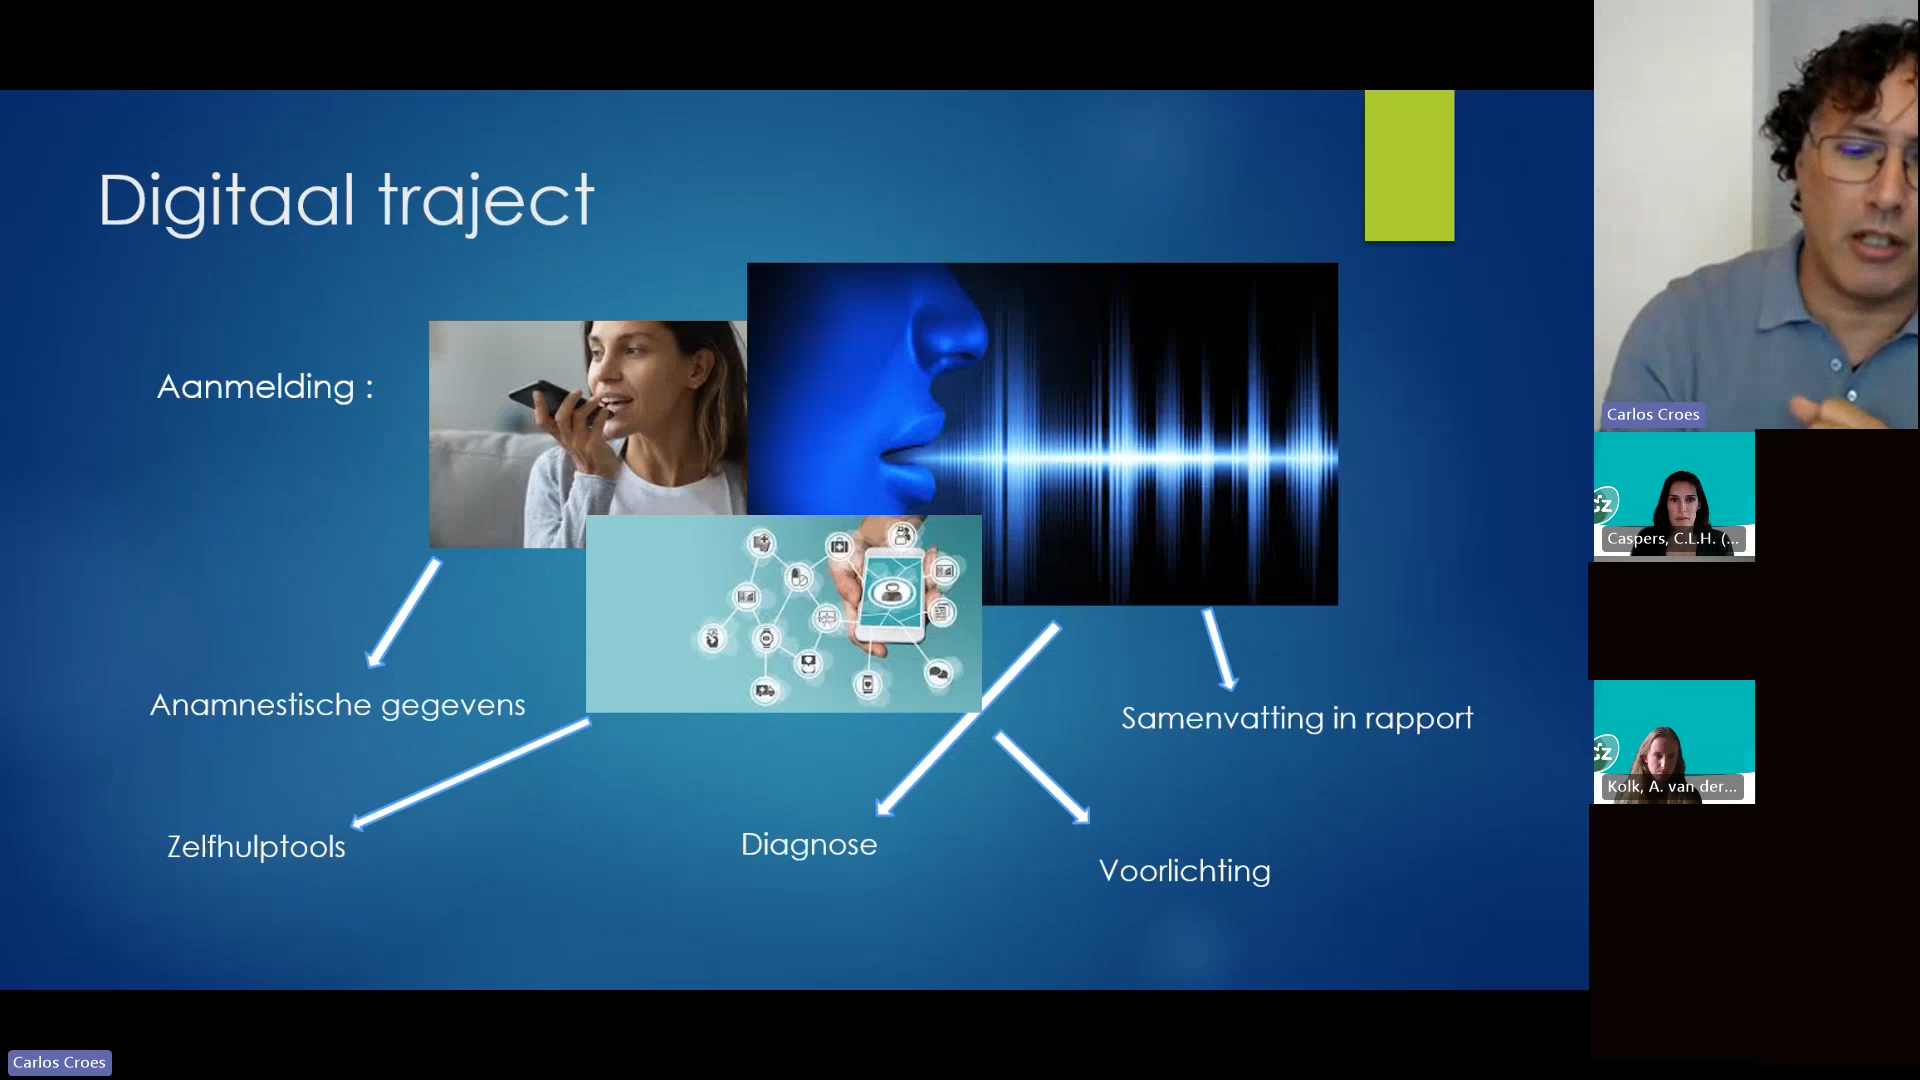 Digitaal traject
Aanmelding :
Anamnestische gegevens
Samenvatting in rapport
Zelfhulptools
Diagnose
Voorlichting
Carlos Croes
Caspers, C.L.H. (...
Kolk, A. van der...
Carlos Croes